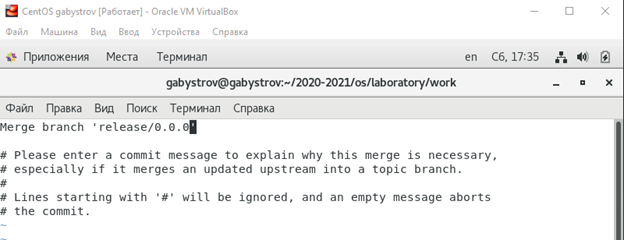 CentOS gabystrov [Работает] - Oracle VM VirtualBox
Файл Машина Вид Ввод Устройства Справка
Приложения Места Терминал en Сб, 17:35
gabystrov@gabystrov:~/2020-2021/os/laboratory/work
Файл Правка Вид Поиск Терминал Справка
Merge branch 'release/0.0.0'
# Please enter a commit message to explain why this merge is necessary,
# especially if it merges an updated upstream into a topic branch.
#
# Lines starting with '#' will be ignored, and an empty message aborts
# the commit.
~
~